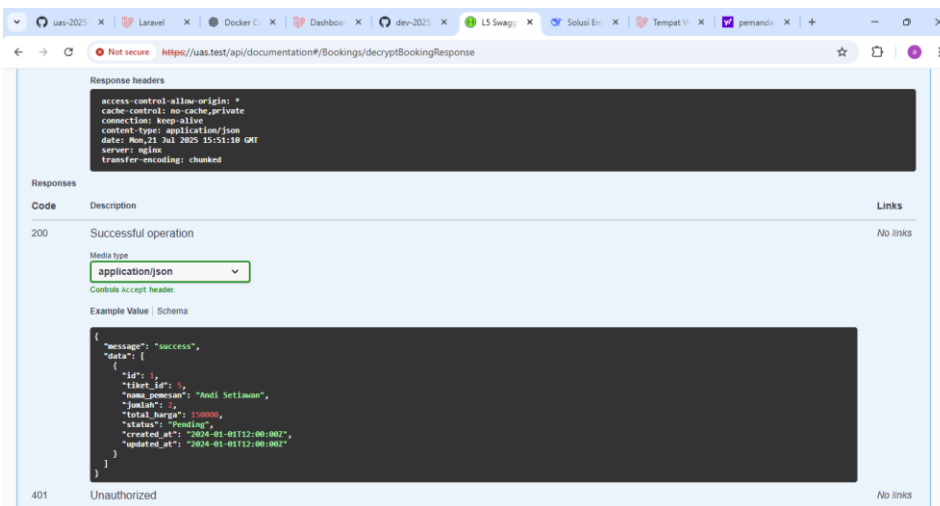 uas-2025
Laravel
Docker C
Dashboa
dev-2025
L5 Swagg
Solusi Err
Tempat W
pemanda
Not secure https://uas.test/api/documentation#/Bookings/decryptBookingResponse
Response headers
access-control-allow-origin: *
cache-control: no-cache,private
connection: keep-alive
content-type: application/json
date: Mon,21 Jul 2025 15:51:10 GMT
server: nginx
transfer-encoding: chunked
Responses
Code Description Links
200 Successful operation No links
Media type
application/json
Controls Accept header.
Example Value | Schema
{
"message": "success",
"data": [
{
"id": 1,
"tiket_id": 5,
"nama_pemesan": "Andi Setiawan",
"jumlah": 2,
"total_harga": 150000,
"status": "Pending",
"created_at": "2024-01-01T12:00:00Z",
"updated_at": "2024-01-01T12:00:00Z"
}
]
}
401 Unauthorized No links